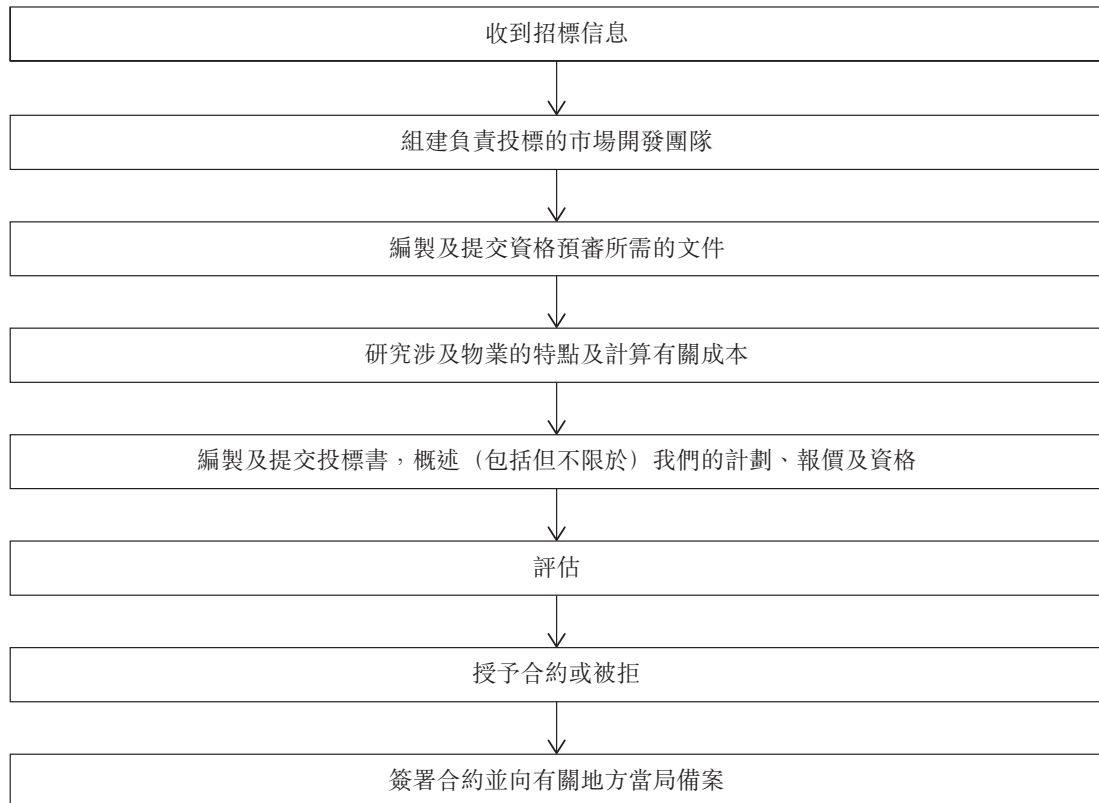 收到招標信息
組建負責投標的市場開發團隊
編製及提交資格預審所需的文件
研究涉及物業的特點及計算有關成本
編製及提交投標書，概述（包括但不限於）我們的計劃、報價及資格
評估
授予合約或被拒
簽署合約並向有關地方當局備案